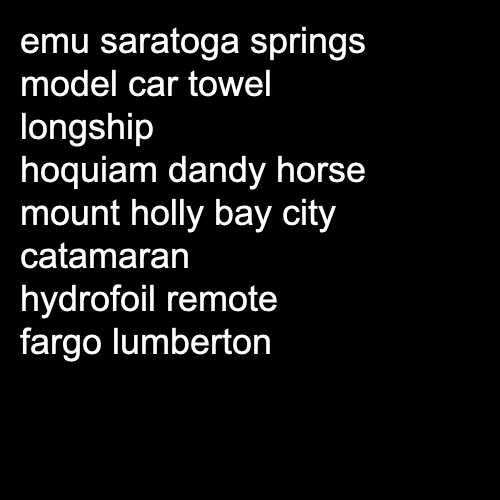 emu saratoga springs
model car towel
longship
hoquiam dandy horse
mount holly bay city
catamaran
hydrofoil remote
fargo lumberton